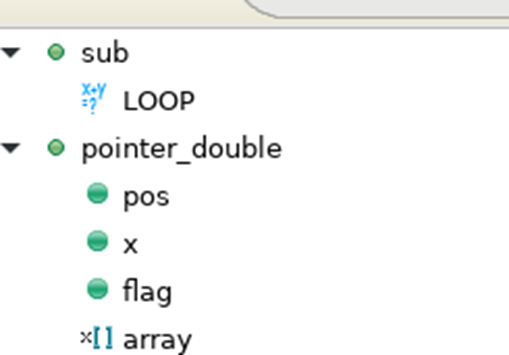 sub
x+y
=?
LOOP
pointer_double
pos
x
flag
x[] array